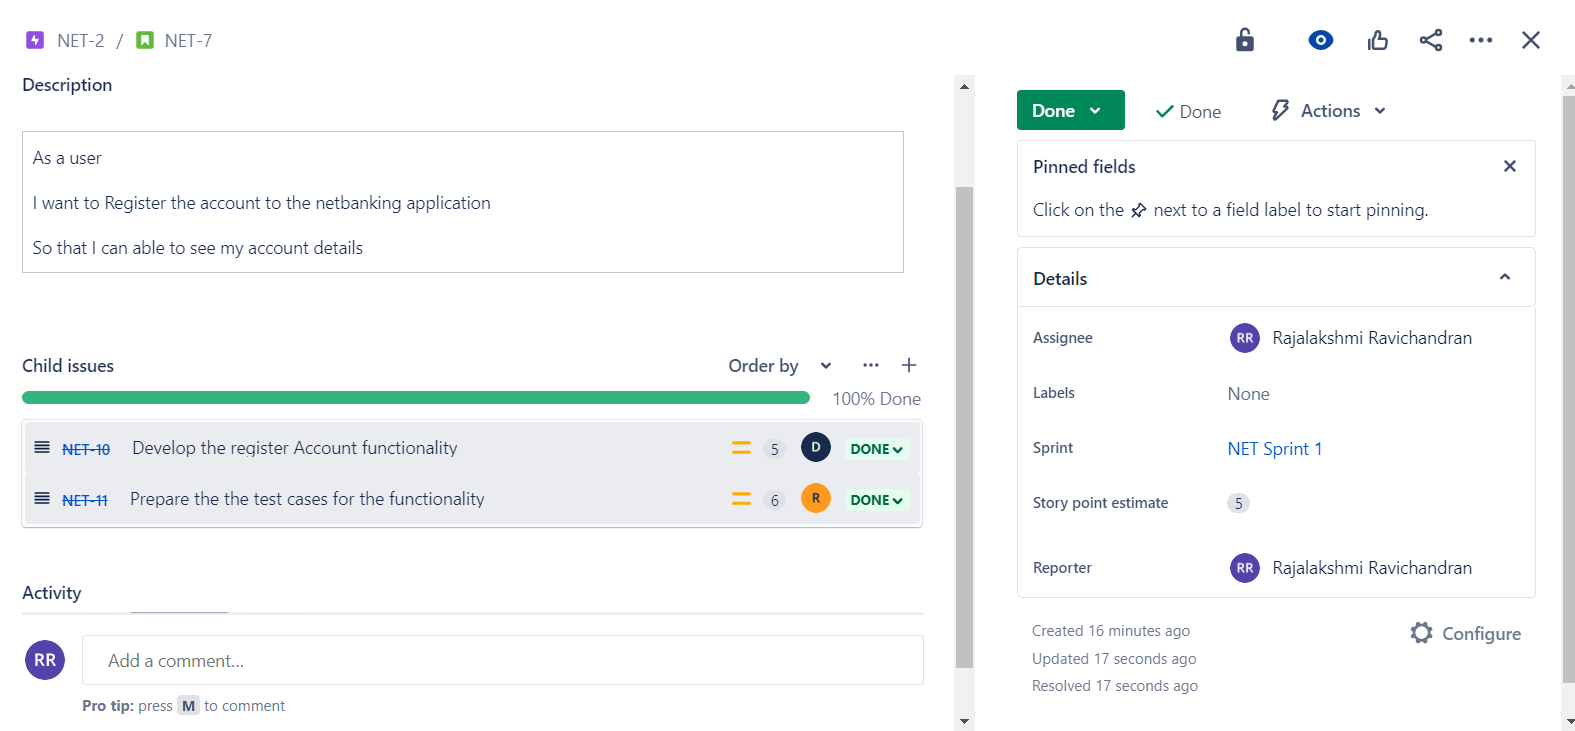 NET-2 / NET-7
Description
As a user
I want to Register the account to the netbanking application
So that I can able to see my account details
Child issues
Order by
100% Done
NET-10 Develop the register Account functionality 5 D DONE
NET-11 Prepare the the test cases for the functionality 6 R DONE
Activity
RR Add a comment...
Pro tip: press M to comment
Done Done Actions
Pinned fields
Click on the next to a field label to start pinning.
Details
Assignee RR Rajalakshmi Ravichandran
Labels None
Sprint NET Sprint 1
Story point estimate 5
Reporter RR Rajalakshmi Ravichandran
Created 16 minutes ago
Configure
Updated 17 seconds ago
Resolved 17 seconds ago